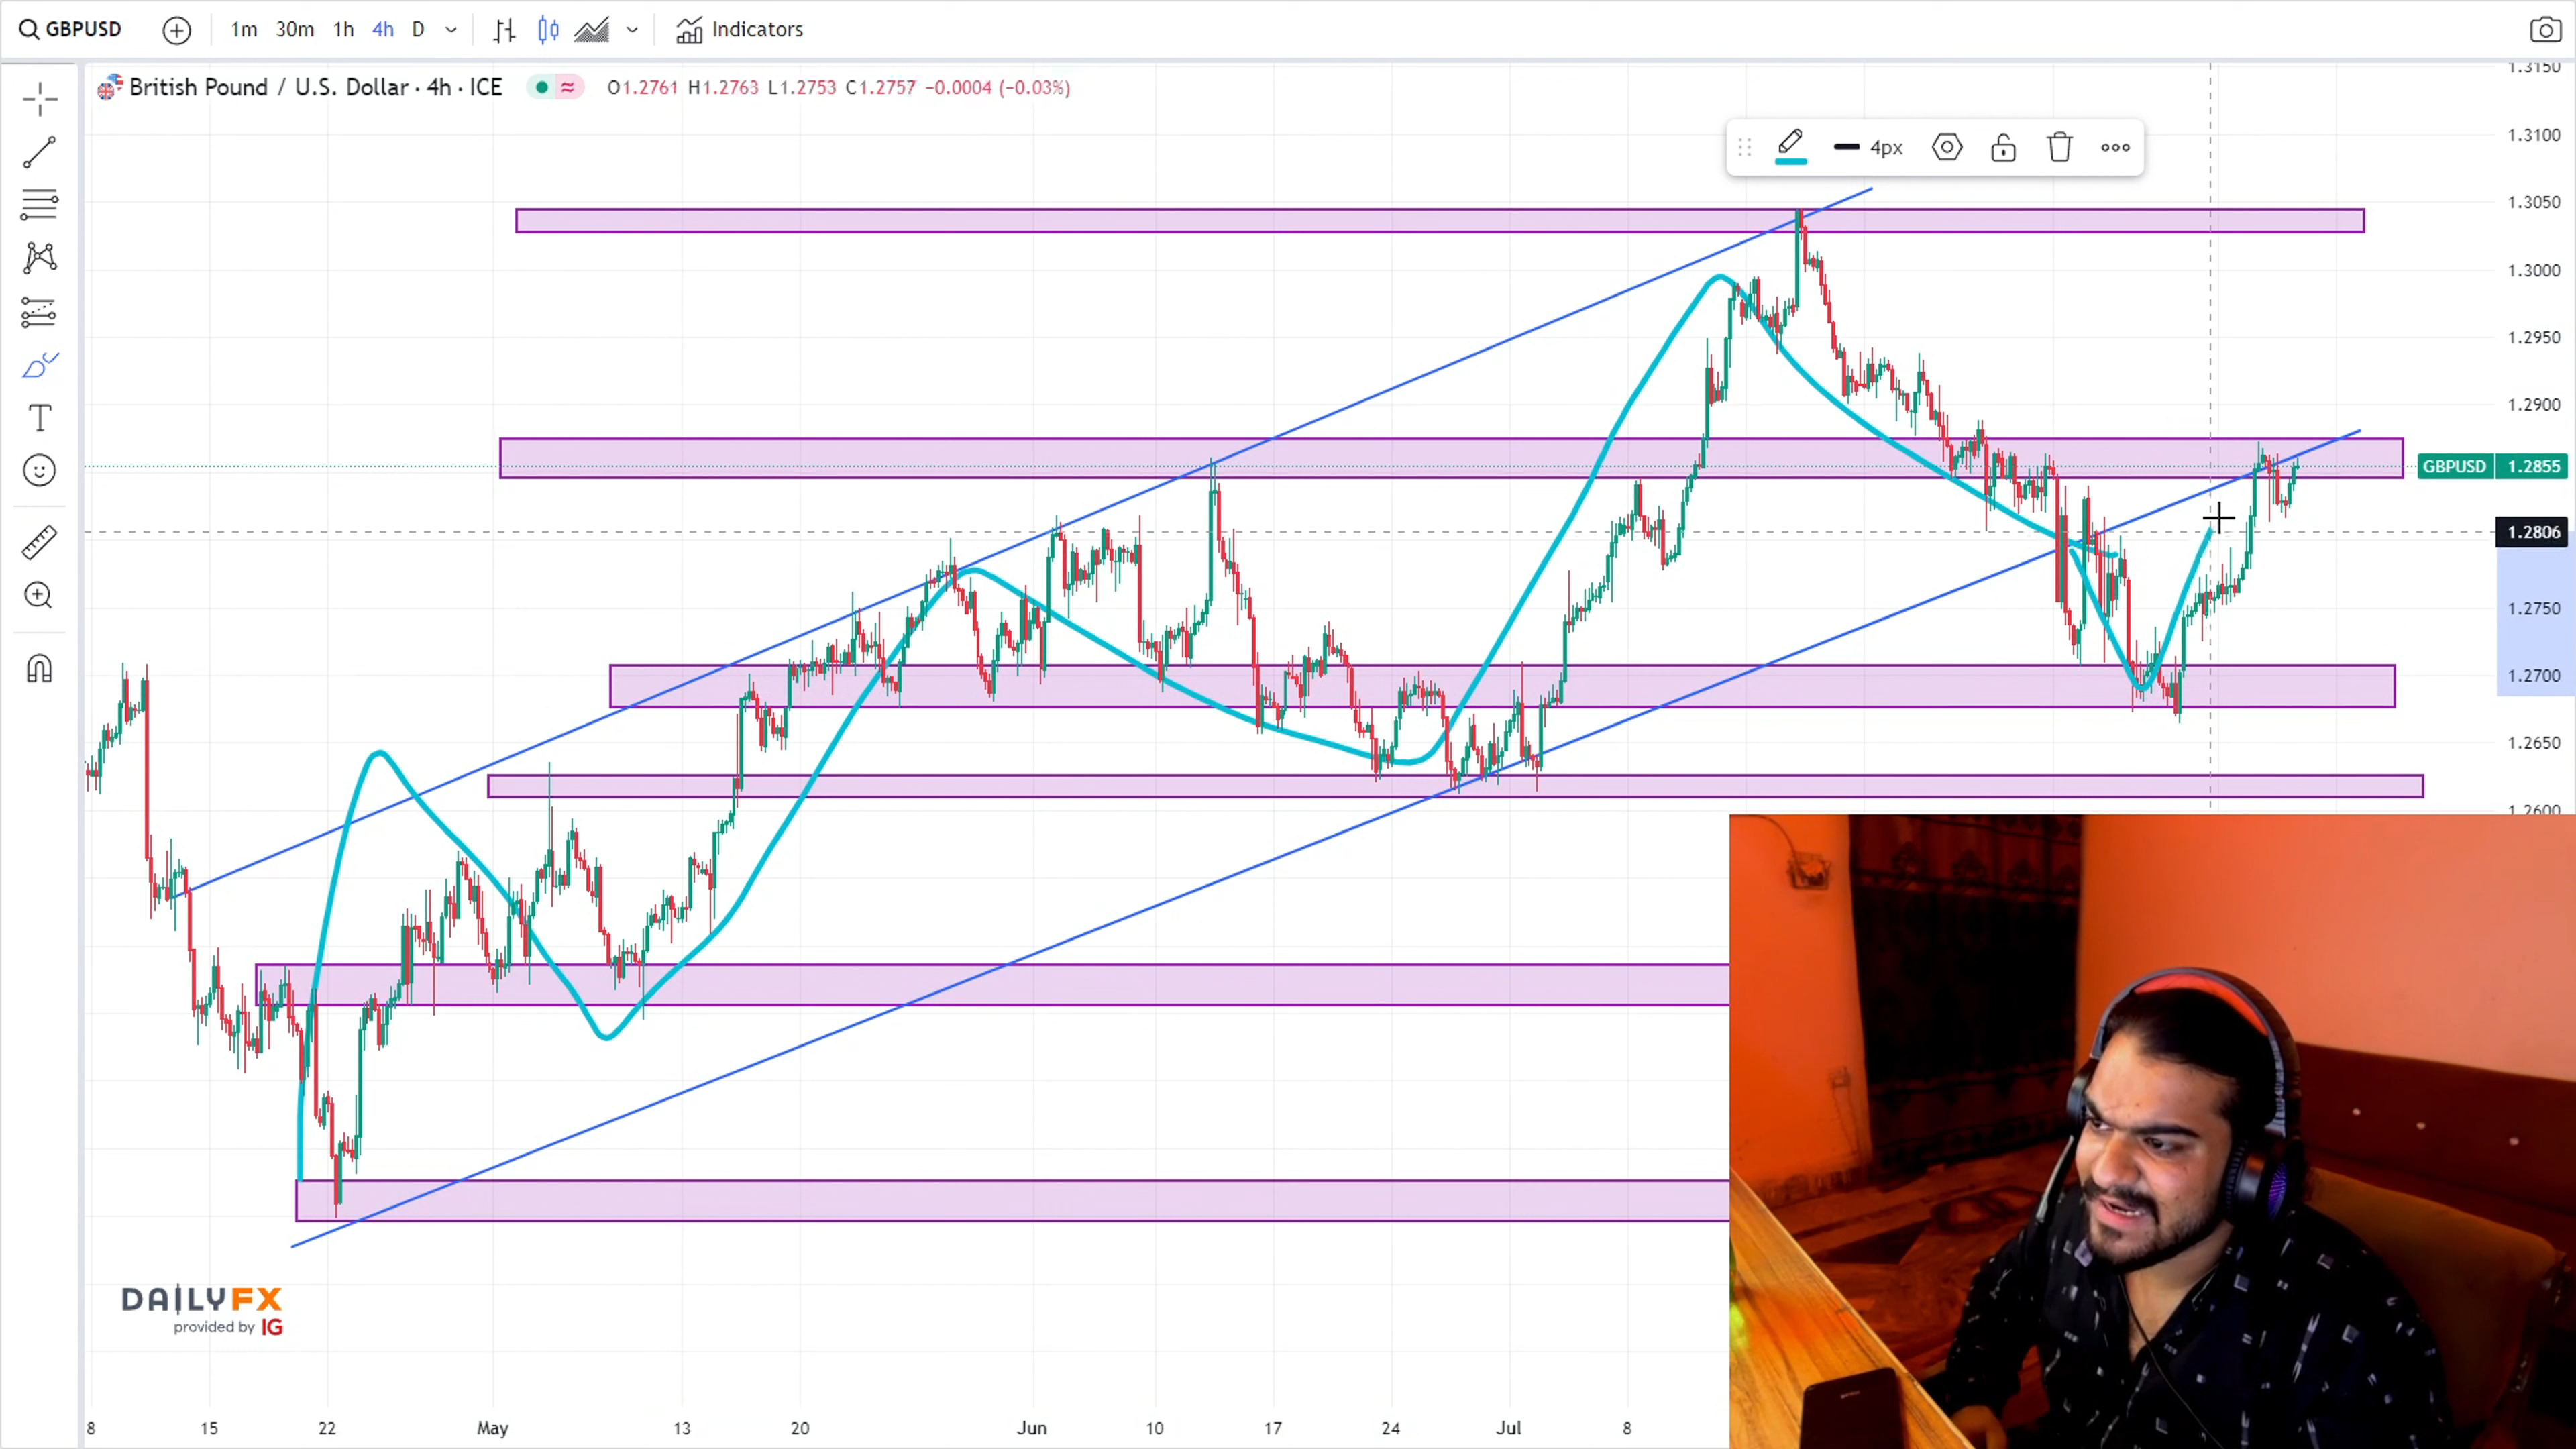 GBPUSD 1m 30m 1h 4h D Indicators
British Pound / U.S. Dollar · 4h · ICE O1.2761 H1.2763 L1.2753 C1.2757 −0.0004 (−0.03%)
4px
1.3150
1.3100
1.3050
1.3000
1.2950
1.2900
GBPUSD 1.2855
1.2806
1.2750
1.2700
1.2650
1.2600
T
DAILYFX
provided by IG
8 15 22 May 13 20 Jun 10 17 24 Jul 8